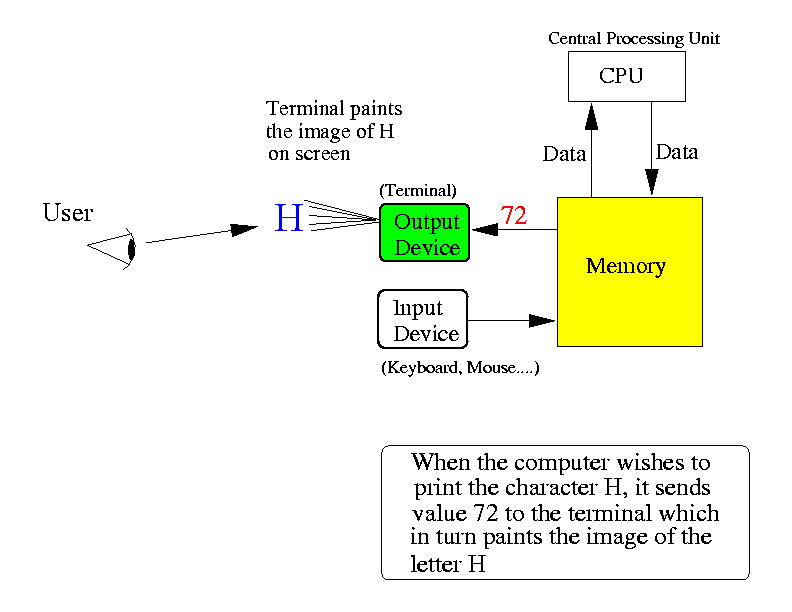 Central Processing Unit
CPU
Terminal paints
the image of H
on screen
Data
Data
(Terminal)
User
H
Output
Device
72
Memory
Input
Device
(Keyboard, Mouse....)
When the computer wishes to
print the character H, it sends
value 72 to the terminal which
in turn paints the image of the
letter H